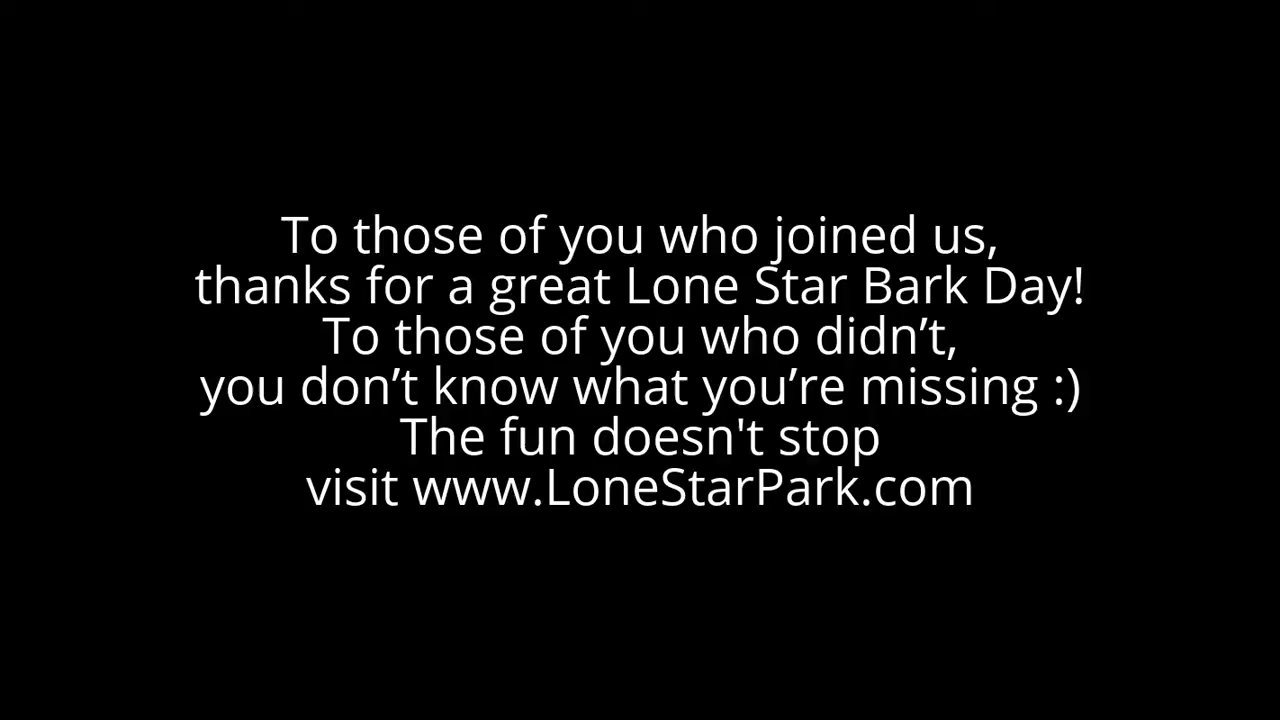 To those of you who joined us,
thanks for a great Lone Star Bark Day!
To those of you who didn’t,
you don’t know what you’re missing :)
The fun doesn't stop
visit www.LoneStarPark.com